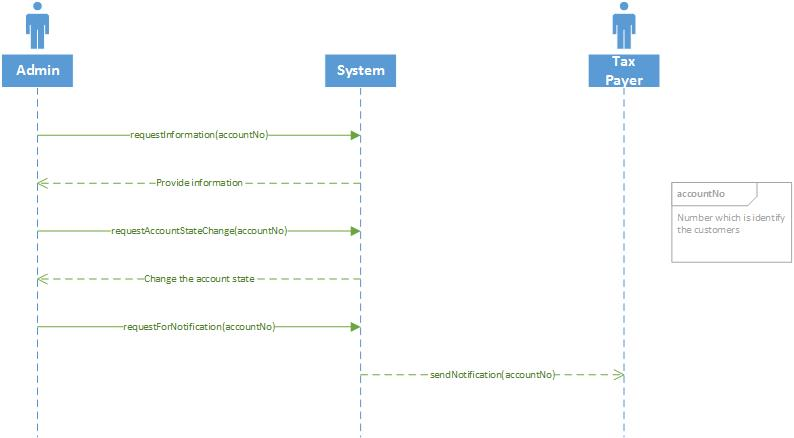 Admin
System
Tax
Payer
requestInformation(accountNo)
Provide information
accountNo
Number which is identify
the customers
requestAccountStateChange(accountNo)
Change the account state
requestForNotification(accountNo)
sendNotification(accountNo)